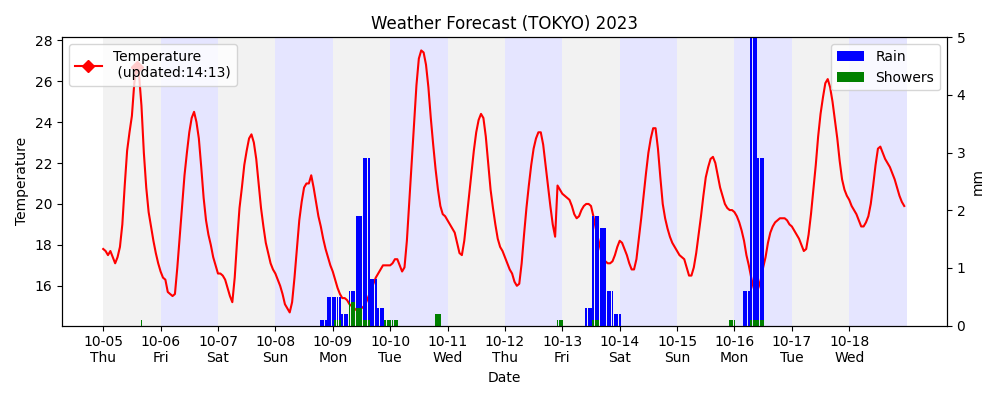 Weather Forecast (TOKYO) 2023
Temperature
(updated:14:13)
Rain
Showers
28
26
24
22
20
18
16
Temperature
5
4
3
2
1
0
mm
10-05 10-06 10-07 10-08 10-09 10-10 10-11 10-12 10-13 10-14 10-15 10-16 10-17 10-18
Thu Fri Sat Sun Mon Tue Wed Thu Fri Sat Sun Mon Tue Wed
Date